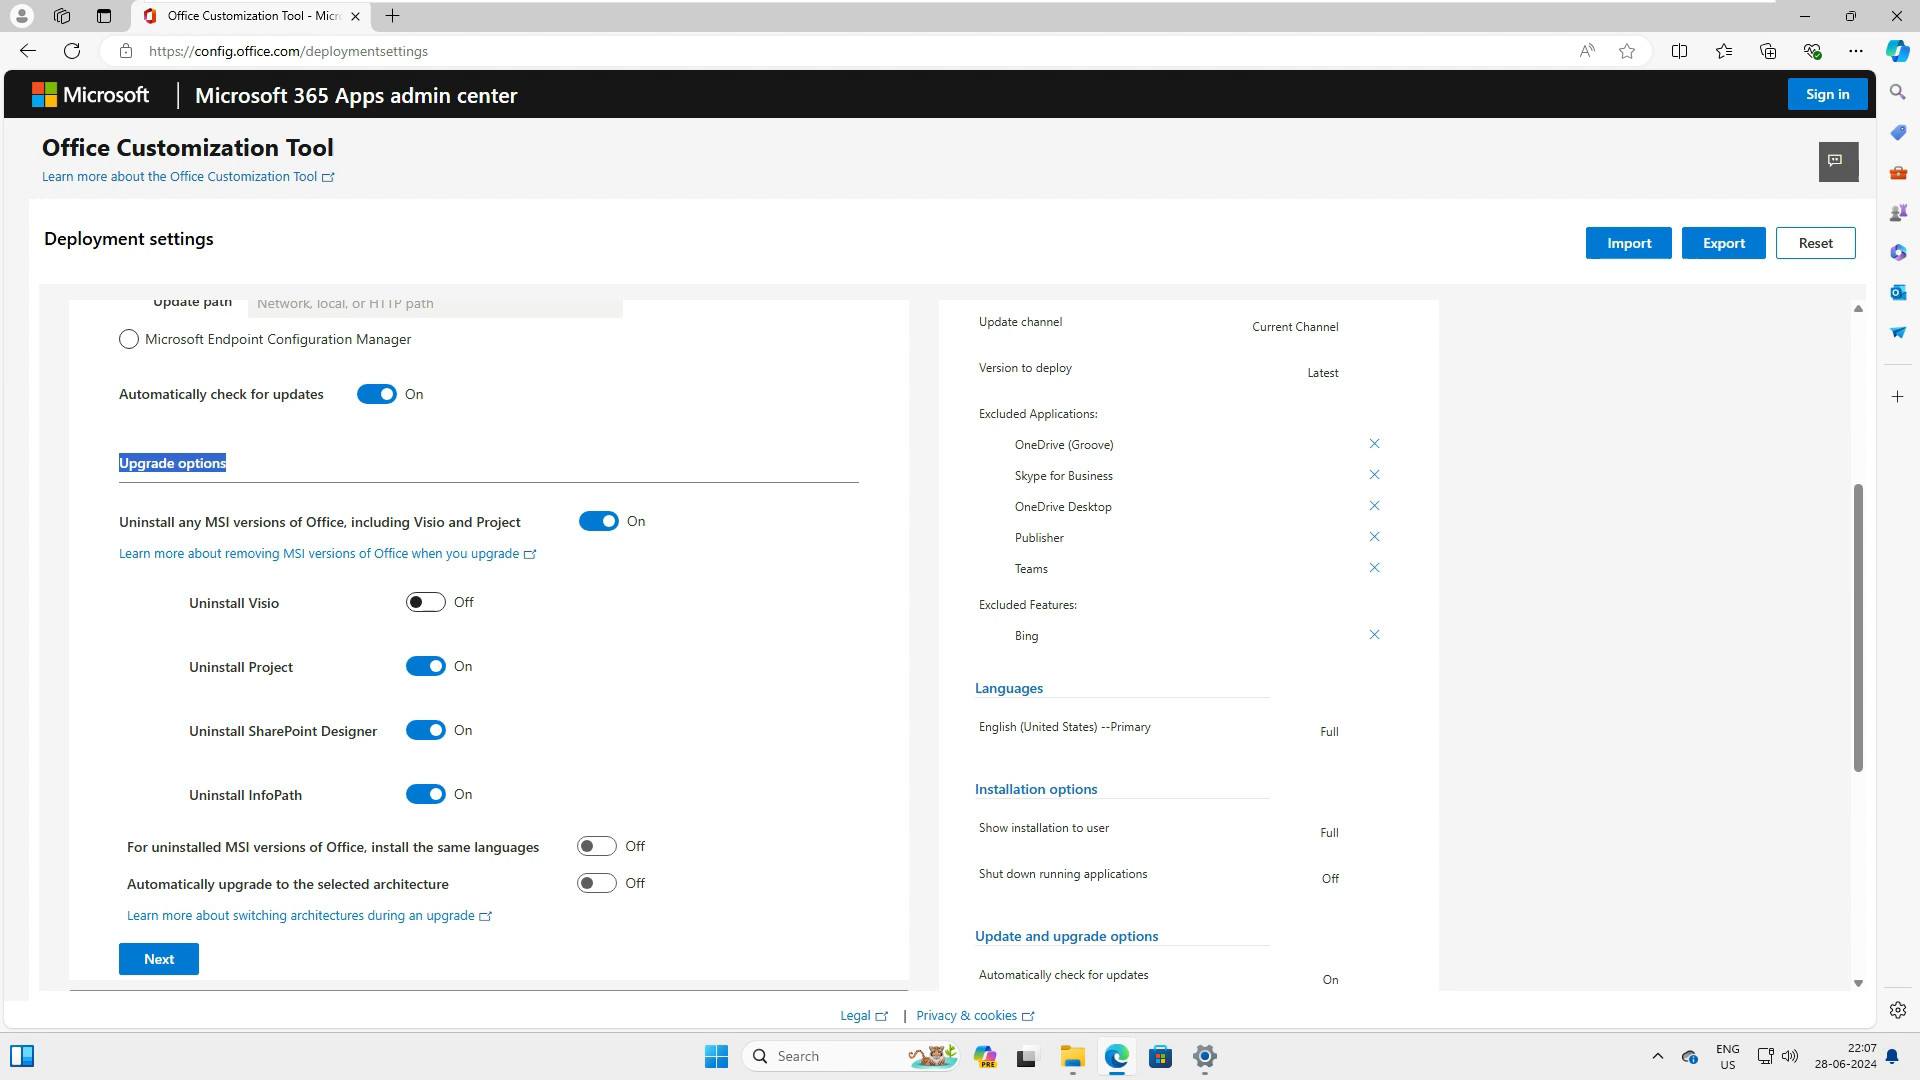 Office Customization Tool - Micr
https://config.office.com/deploymentsettings
Microsoft
Microsoft 365 Apps admin center
Sign in
Office Customization Tool
Learn more about the Office Customization Tool
Deployment settings
Import
Export
Reset
Update path
Network, local, or HTTP path
Microsoft Endpoint Configuration Manager
Automatically check for updates
On
Upgrade options
Uninstall any MSI versions of Office, including Visio and Project
On
Learn more about removing MSI versions of Office when you upgrade
Uninstall Visio
Off
Uninstall Project
On
Uninstall SharePoint Designer
On
Uninstall InfoPath
On
For uninstalled MSI versions of Office, install the same languages
Off
Automatically upgrade to the selected architecture
Off
Learn more about switching architectures during an upgrade
Next
Update channel
Current Channel
Version to deploy
Latest
Excluded Applications:
OneDrive (Groove)
Skype for Business
OneDrive Desktop
Publisher
Teams
Excluded Features:
Bing
Languages
English (United States) --Primary
Full
Installation options
Show installation to user
Full
Shut down running applications
Off
Update and upgrade options
Automatically check for updates
On
Legal
|
Privacy & cookies
Search
PRE
ENG
US
22:07
28-06-2024